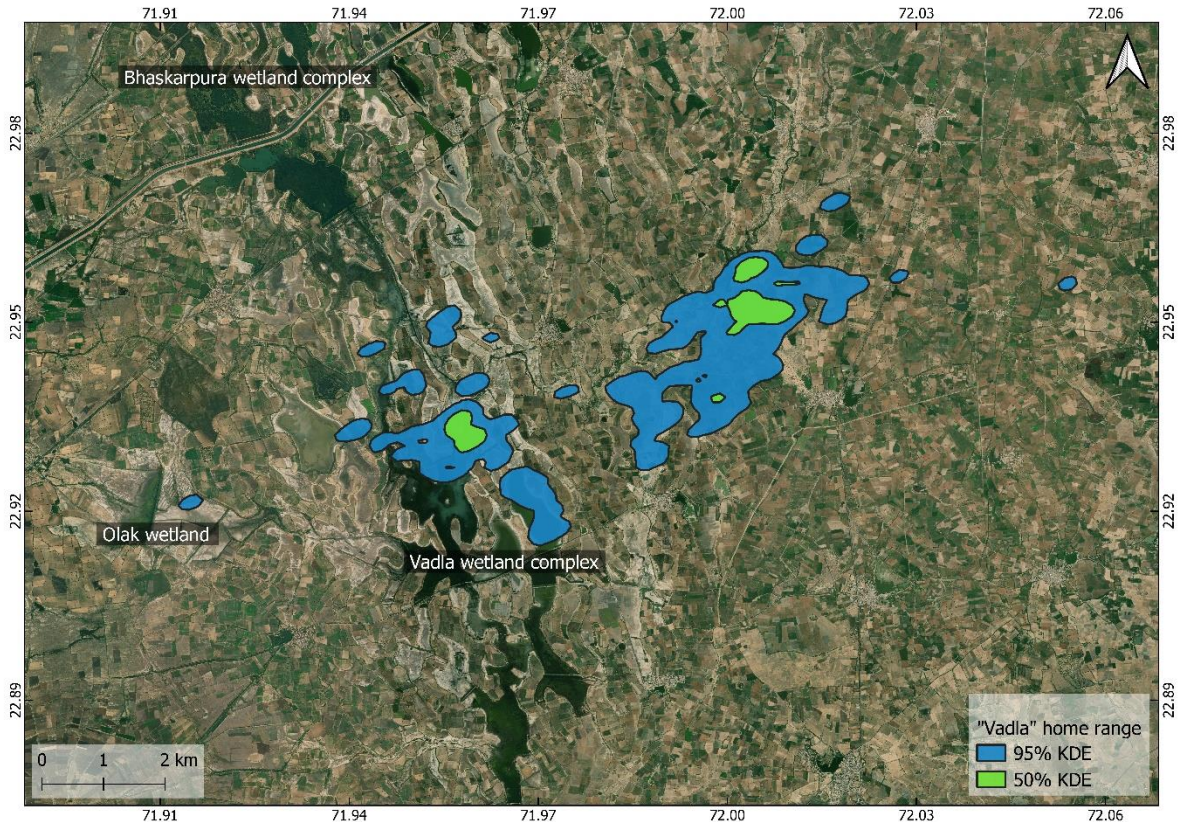 71.91 71.94 71.97 72.00 72.03 72.06
Bhaskarpura wetland complex
22.98 22.98
22.95 22.95
22.92 22.92
Olak wetland
Vadla wetland complex
22.89 22.89
"Vadla" home range
95% KDE
50% KDE
0 1 2 km
71.91 71.94 71.97 72.00 72.03 72.06